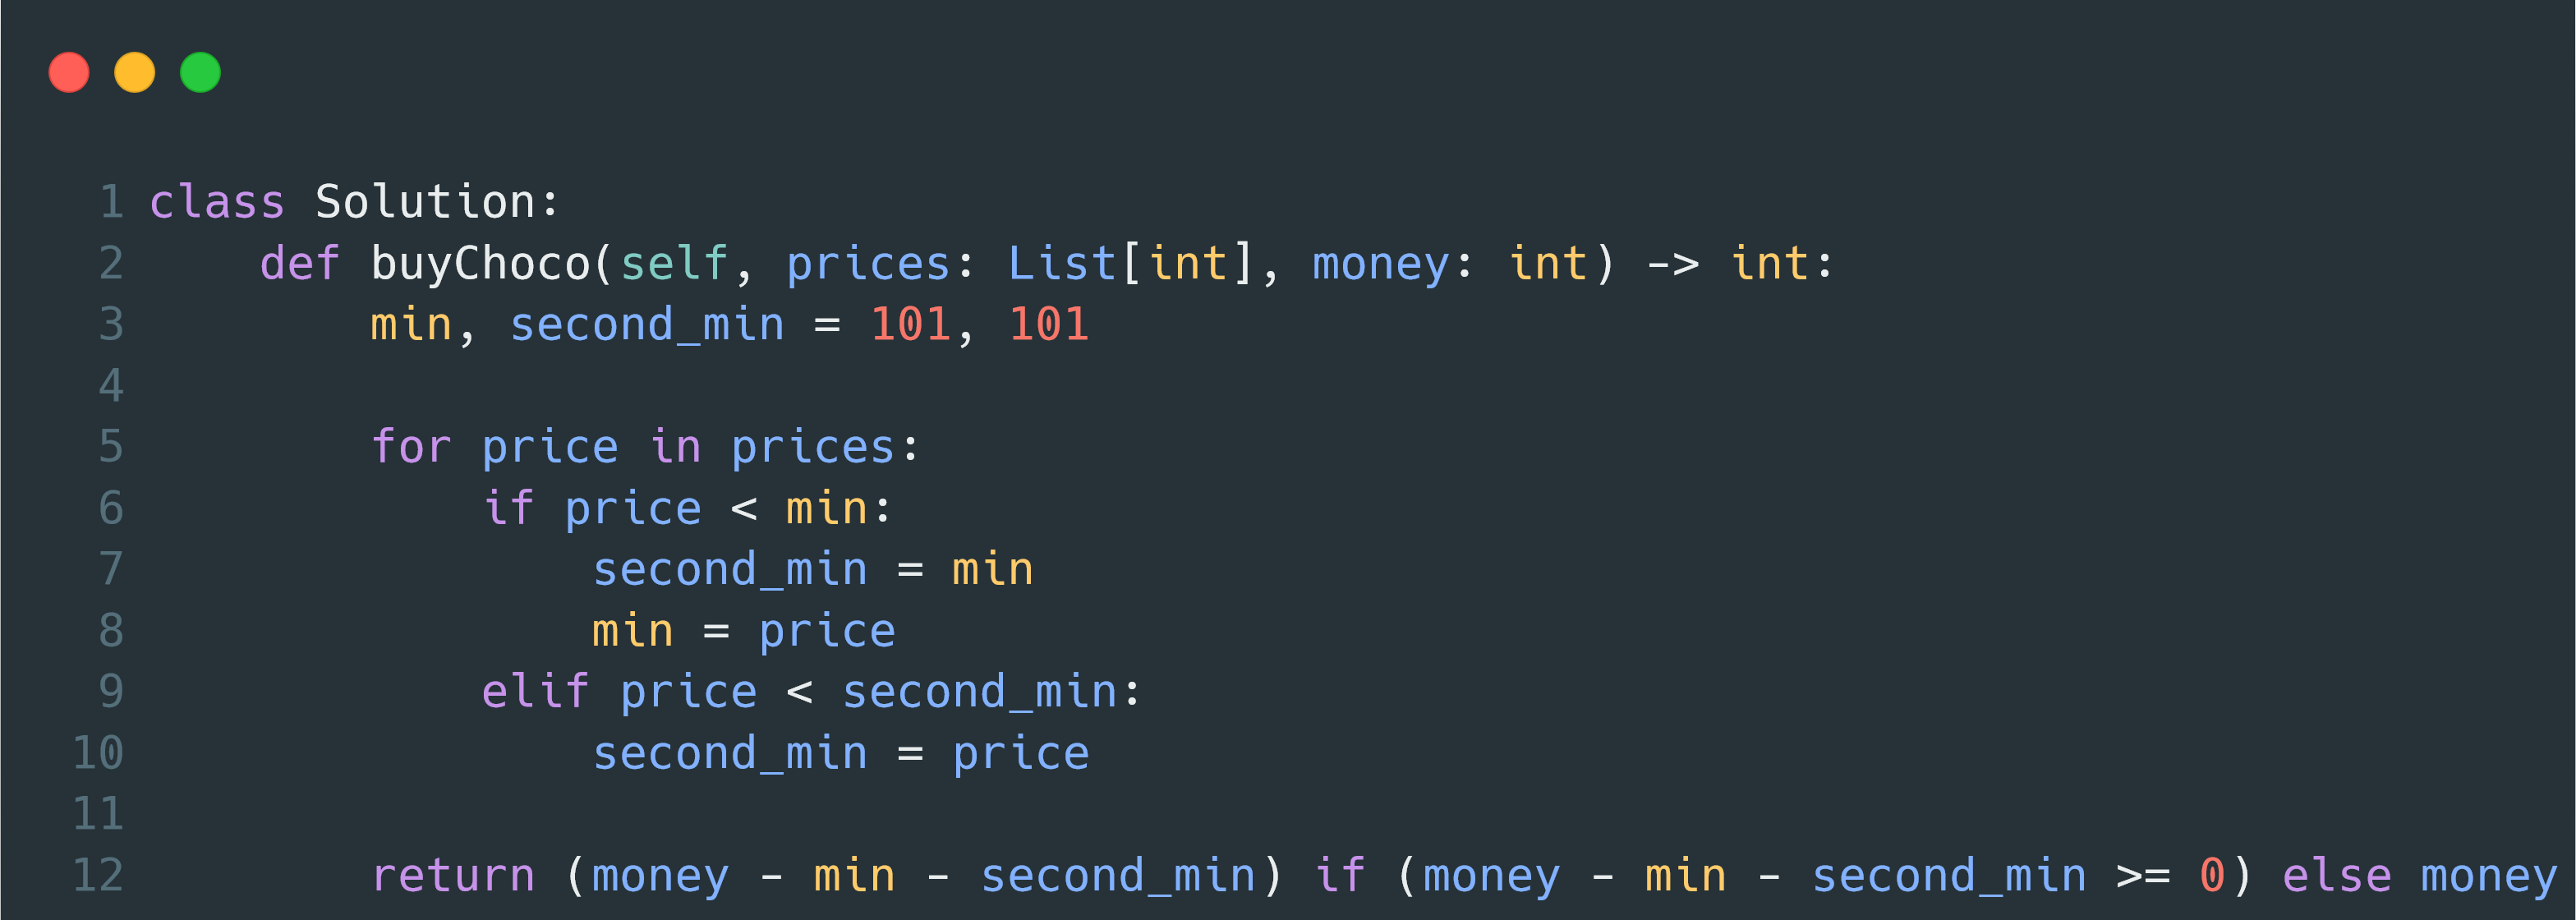 1 class Solution:
2     def buyChoco(self, prices: List[int], money: int) -> int:
3         min, second_min = 101, 101
4
5         for price in prices:
6             if price < min:
7                 second_min = min
8                 min = price
9             elif price < second_min:
10                 second_min = price
11
12         return (money - min - second_min) if (money - min - second_min >= 0) else money